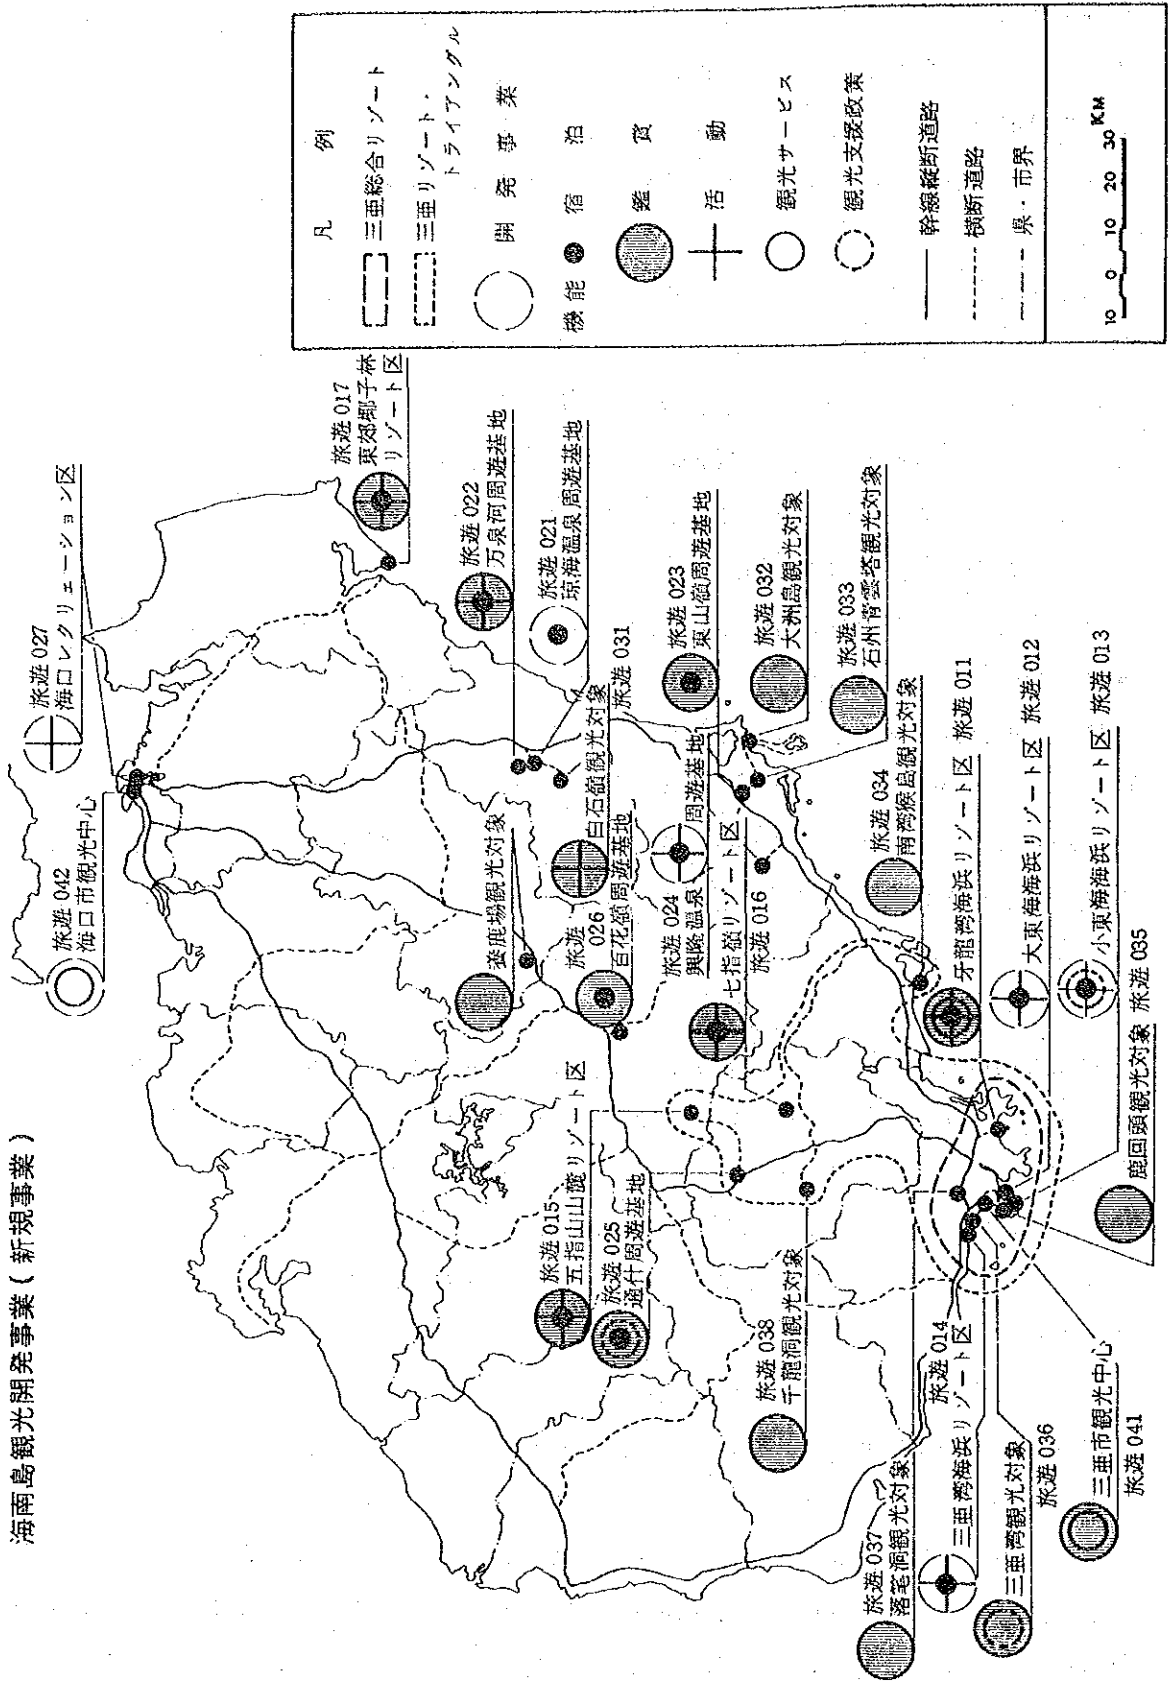 海南島観光開発事業（新規事業）
旅遊 042
海口市観光中心
旅遊 027
海口レクリェーション区
旅遊 017
東郊椰子林
リゾート区
旅遊 022
万泉河周遊基地
旅遊 021
琼海温泉周遊基地
旅遊 031
白石嶺観光対象
養鹿場観光対象
旅遊
026
百花嶺周遊基地
旅遊 023
東山嶺周遊基地
旅遊 032
大洲島観光対象
旅遊 033
石州青雲塔観光対象
旅遊 024
興隆温泉
周遊基地
七指嶺リゾート区
旅遊 016
旅遊 034
南湾猴島観光対象
牙龍湾海浜リゾート区 旅遊 011
大東海海浜リゾート区 旅遊 012
小東海海浜リゾート区 旅遊 013
鹿回頭観光対象 旅遊 035
旅遊 015
五指山山麓リゾート区
旅遊 025
通什周遊基地
旅遊 038
千龍洞観光対象
旅遊 037
落笔洞観光対象
旅遊 014
三亜湾海浜リゾート区
三亜湾観光対象
旅遊 036
三亜市観光中心
旅遊 041
凡例
三亜総合リゾート
三亜リゾート・
トライアングル
開発事業
機能
宿泊
鑑賞
活動
観光サービス
観光支援政策
幹線縦断道路
横断道路
県・市界
10 0 10 20 30 KM